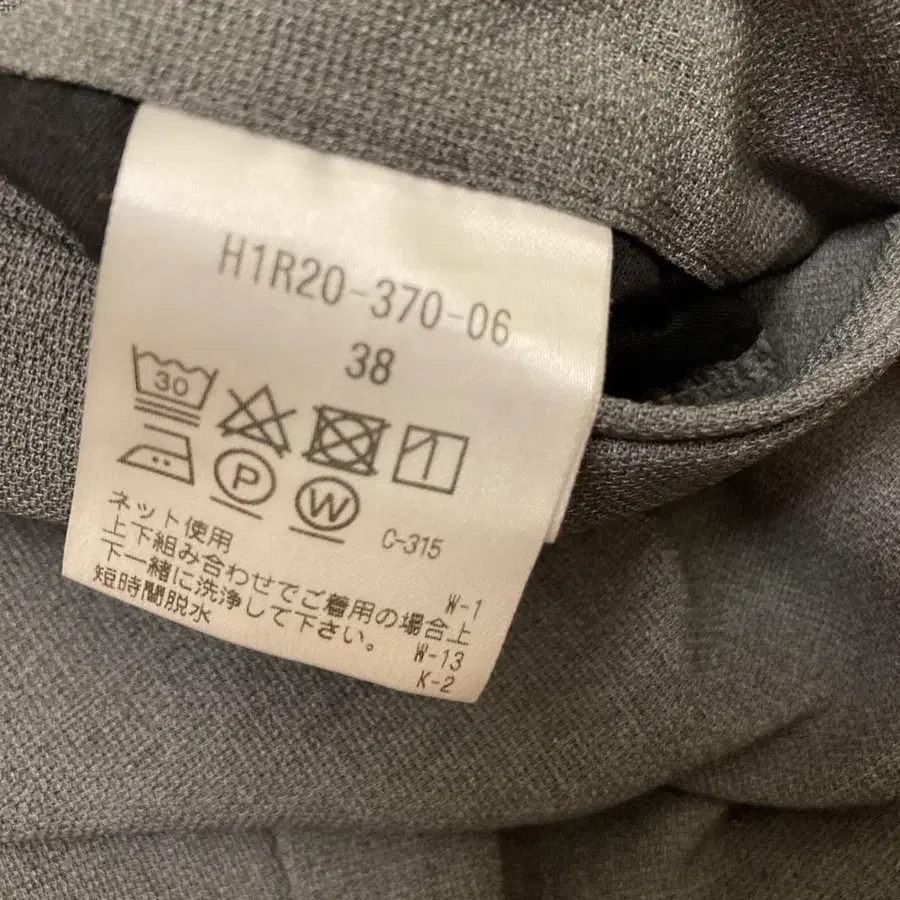 H1R20-370-06
38
30
P W C-315
ネット使用 W-1
上下組み合わせでご着用の場合上 W-13
下一緒に洗浄して下さい。 K-2
短時間脱水